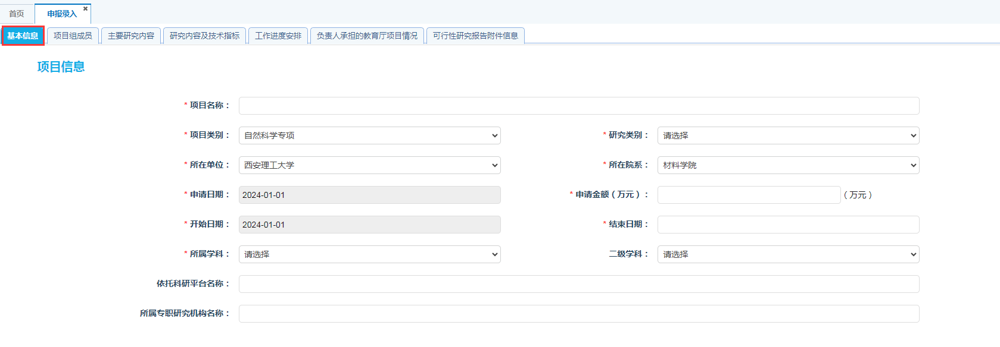 首页 申报录入
基本信息 项目组成员 主要研究内容 研究内容及技术指标 工作进度安排 负责人承担的教育厅项目情况 可行性研究报告附件信息
项目信息
* 项目名称：
* 项目类别： 自然科学专项 * 研究类别： 请选择
* 所在单位： 西安理工大学 * 所在院系： 材料学院
* 申请日期： 2024-01-01 * 申请金额（万元）： （万元）
* 开始日期： 2024-01-01 * 结束日期：
* 所属学科： 请选择 二级学科： 请选择
依托科研平台名称：
所属专职研究机构名称：